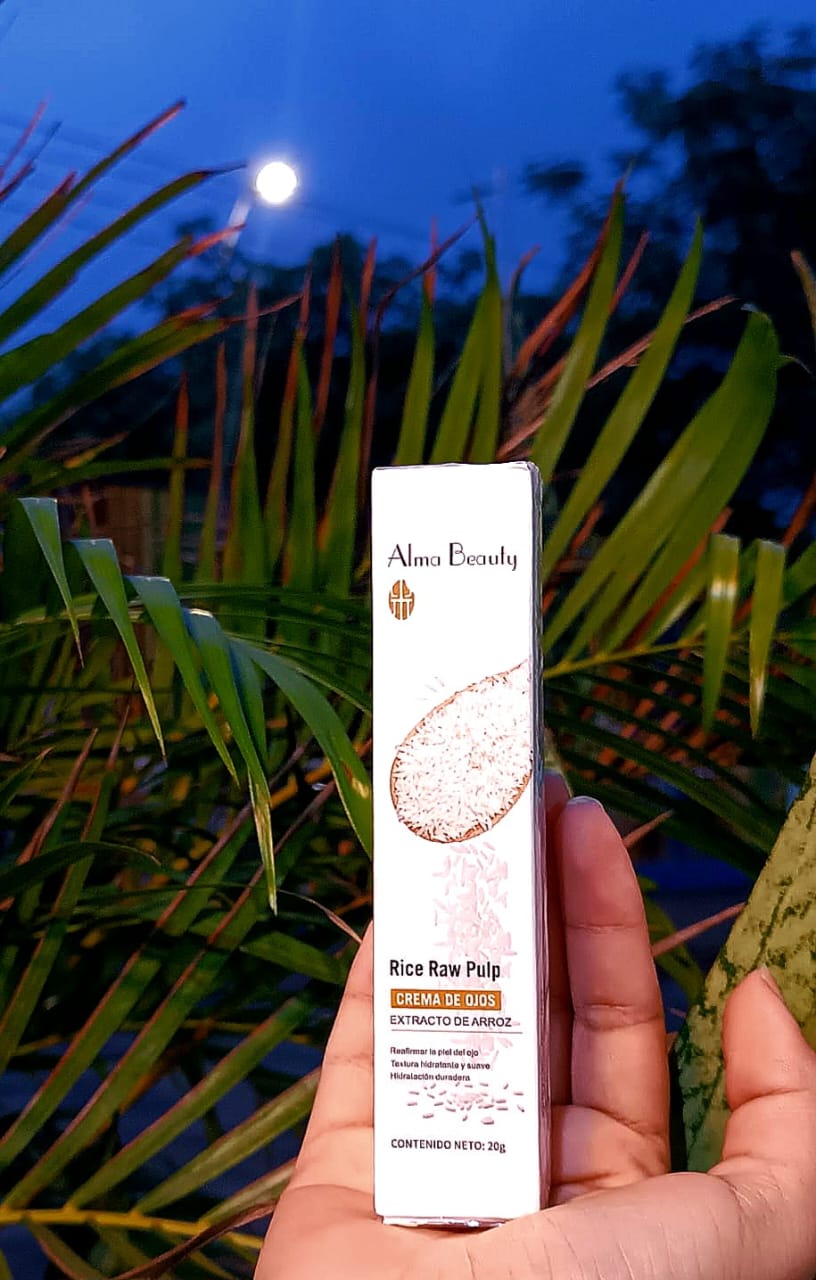 Alma Beauty
Rice Raw Pulp
CREMA DE OJOS
EXTRACTO DE ARROZ
Reafirmar la piel del ojo
Textura hidratante y suave
Hidratación duradera
CONTENIDO NETO: 20g